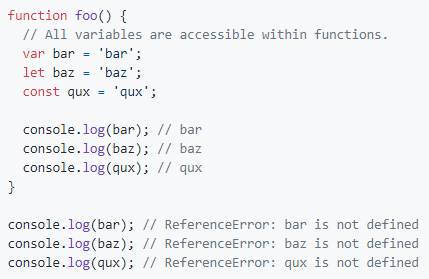 function foo() {
  // All variables are accessible within functions.
  var bar = 'bar';
  let baz = 'baz';
  const qux = 'qux';

  console.log(bar); // bar
  console.log(baz); // baz
  console.log(qux); // qux
}

console.log(bar); // ReferenceError: bar is not defined
console.log(baz); // ReferenceError: baz is not defined
console.log(qux); // ReferenceError: qux is not defined